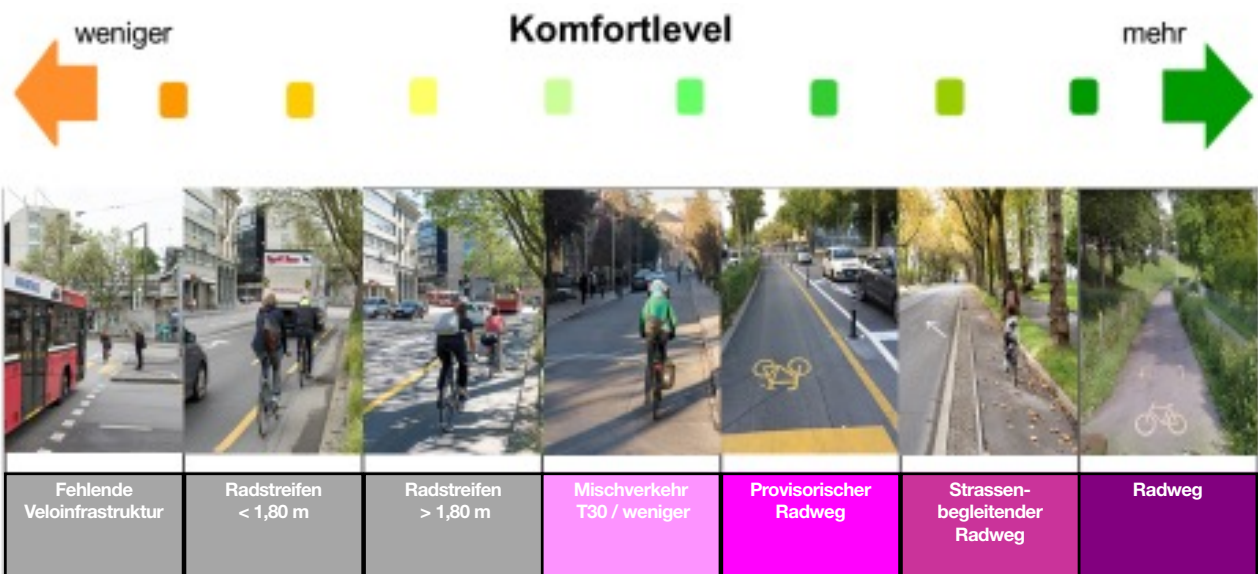 weniger
Komfortlevel
mehr
Fehlende
Veloinfrastruktur
Radstreifen
< 1,80 m
Radstreifen
> 1,80 m
Mischverkehr
T30 / weniger
Provisorischer
Radweg
Strassen-
begleitender
Radweg
Radweg